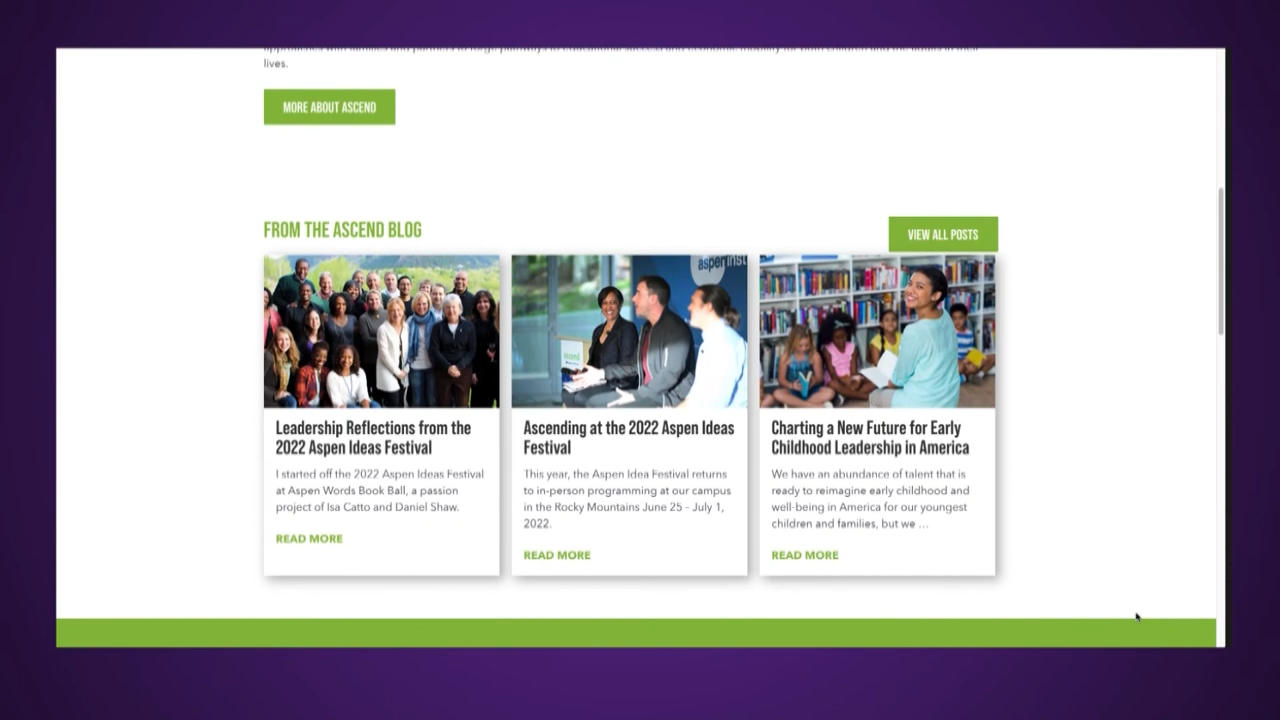 lives.
MORE ABOUT ASCEND
FROM THE ASCEND BLOG
VIEW ALL POSTS
aspen inst
ascend
Leadership Reflections from the
2022 Aspen Ideas Festival
I started off the 2022 Aspen Ideas Festival
at Aspen Words Book Ball, a passion
project of Isa Catto and Daniel Shaw.
READ MORE
Ascending at the 2022 Aspen Ideas
Festival
This year, the Aspen Idea Festival returns
to in-person programming at our campus
in the Rocky Mountains June 25 – July 1,
2022.
READ MORE
Charting a New Future for Early
Childhood Leadership in America
We have an abundance of talent that is
ready to reimagine early childhood and
well-being in America for our youngest
children and families, but we ...
READ MORE